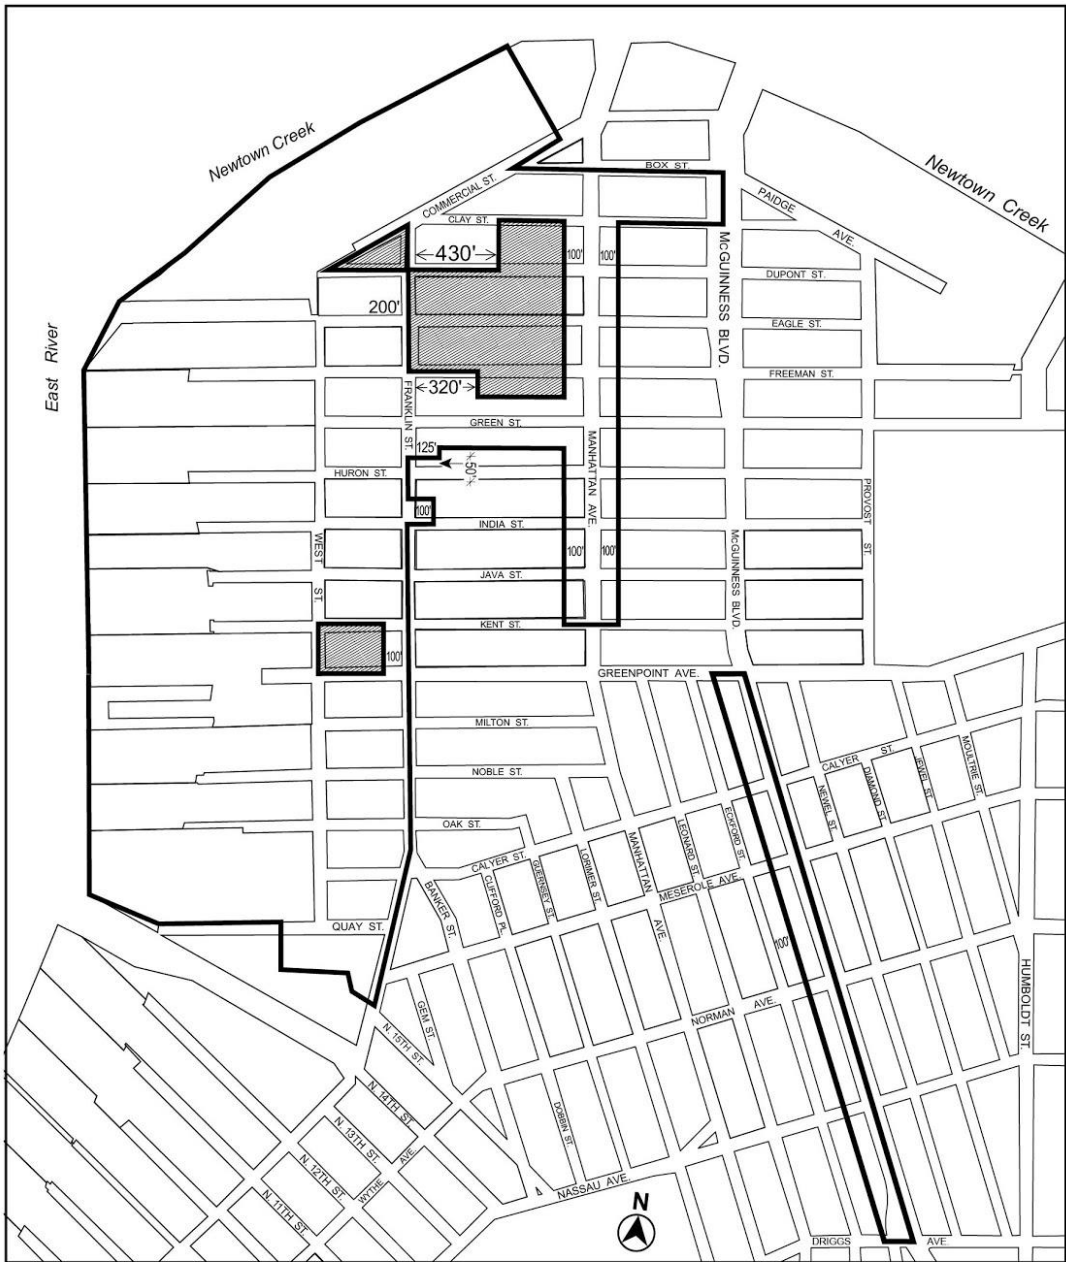 Newtown Creek
Newtown Creek
BOX ST.
COMMERCIAL ST.
PAIDGE
AVE.
CLAY ST.
430'
100'
100'
McGUINNESS BLVD.
DUPONT ST.
200'
EAGLE ST.
East River
FREEMAN ST.
320'
FRANKLIN ST.
GREEN ST.
125'
MANHATTAN AVE.
HURON ST.
50'
PROVOST ST.
100'
INDIA ST.
WEST ST.
100'
100'
McGUINNESS BLVD.
JAVA ST.
KENT ST.
100'
GREENPOINT AVE.
MILTON ST.
NOBLE ST.
CALYER ST.
MOULTRIE ST.
JEWEL ST.
DIAMOND ST.
NEWEL ST.
OAK ST.
ECKFORD ST.
LEONARD ST.
MANHATTAN
AVE.
LORIMER ST.
CALYER ST.
GUERNSEY ST.
CLIFFORD PL.
BANKER ST.
MESEROLE AVE.
QUAY ST.
100'
HUMBOLDT ST.
NORMAN AVE.
GEM ST.
N. 15TH ST.
N. 14TH ST.
N. 13TH ST.
N. 12TH ST.
N. 11TH ST.
WYTHE AVE.
DOBBIN ST.
NASSAU AVE.
N
DRIGGS AVE.